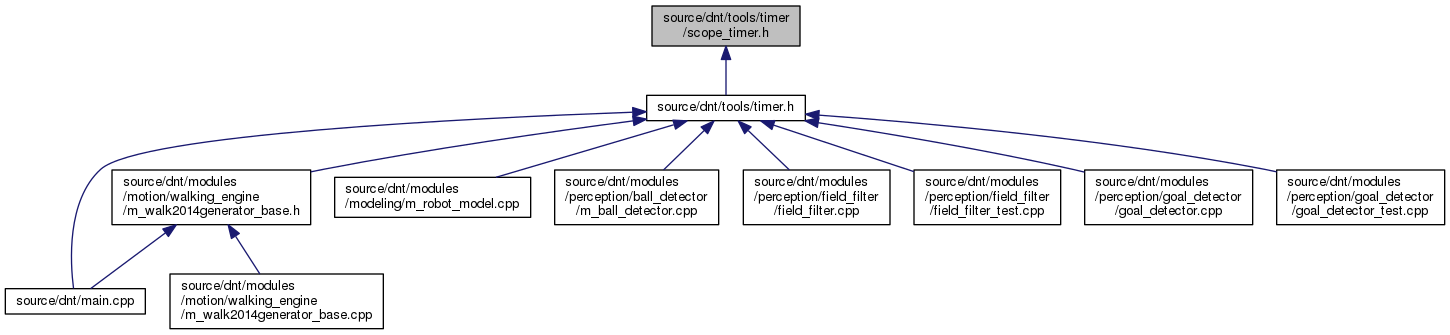 source/dnt/tools/timer
/scope_timer.h
source/dnt/tools/timer.h
source/dnt/modules
/motion/walking_engine
/m_walk2014generator_base.h
source/dnt/modules
/modeling/m_robot_model.cpp
source/dnt/modules
/perception/ball_detector
/m_ball_detector.cpp
source/dnt/modules
/perception/field_filter
/field_filter.cpp
source/dnt/modules
/perception/field_filter
/field_filter_test.cpp
source/dnt/modules
/perception/goal_detector
/goal_detector.cpp
source/dnt/modules
/perception/goal_detector
/goal_detector_test.cpp
source/dnt/main.cpp
source/dnt/modules
/motion/walking_engine
/m_walk2014generator_base.cpp